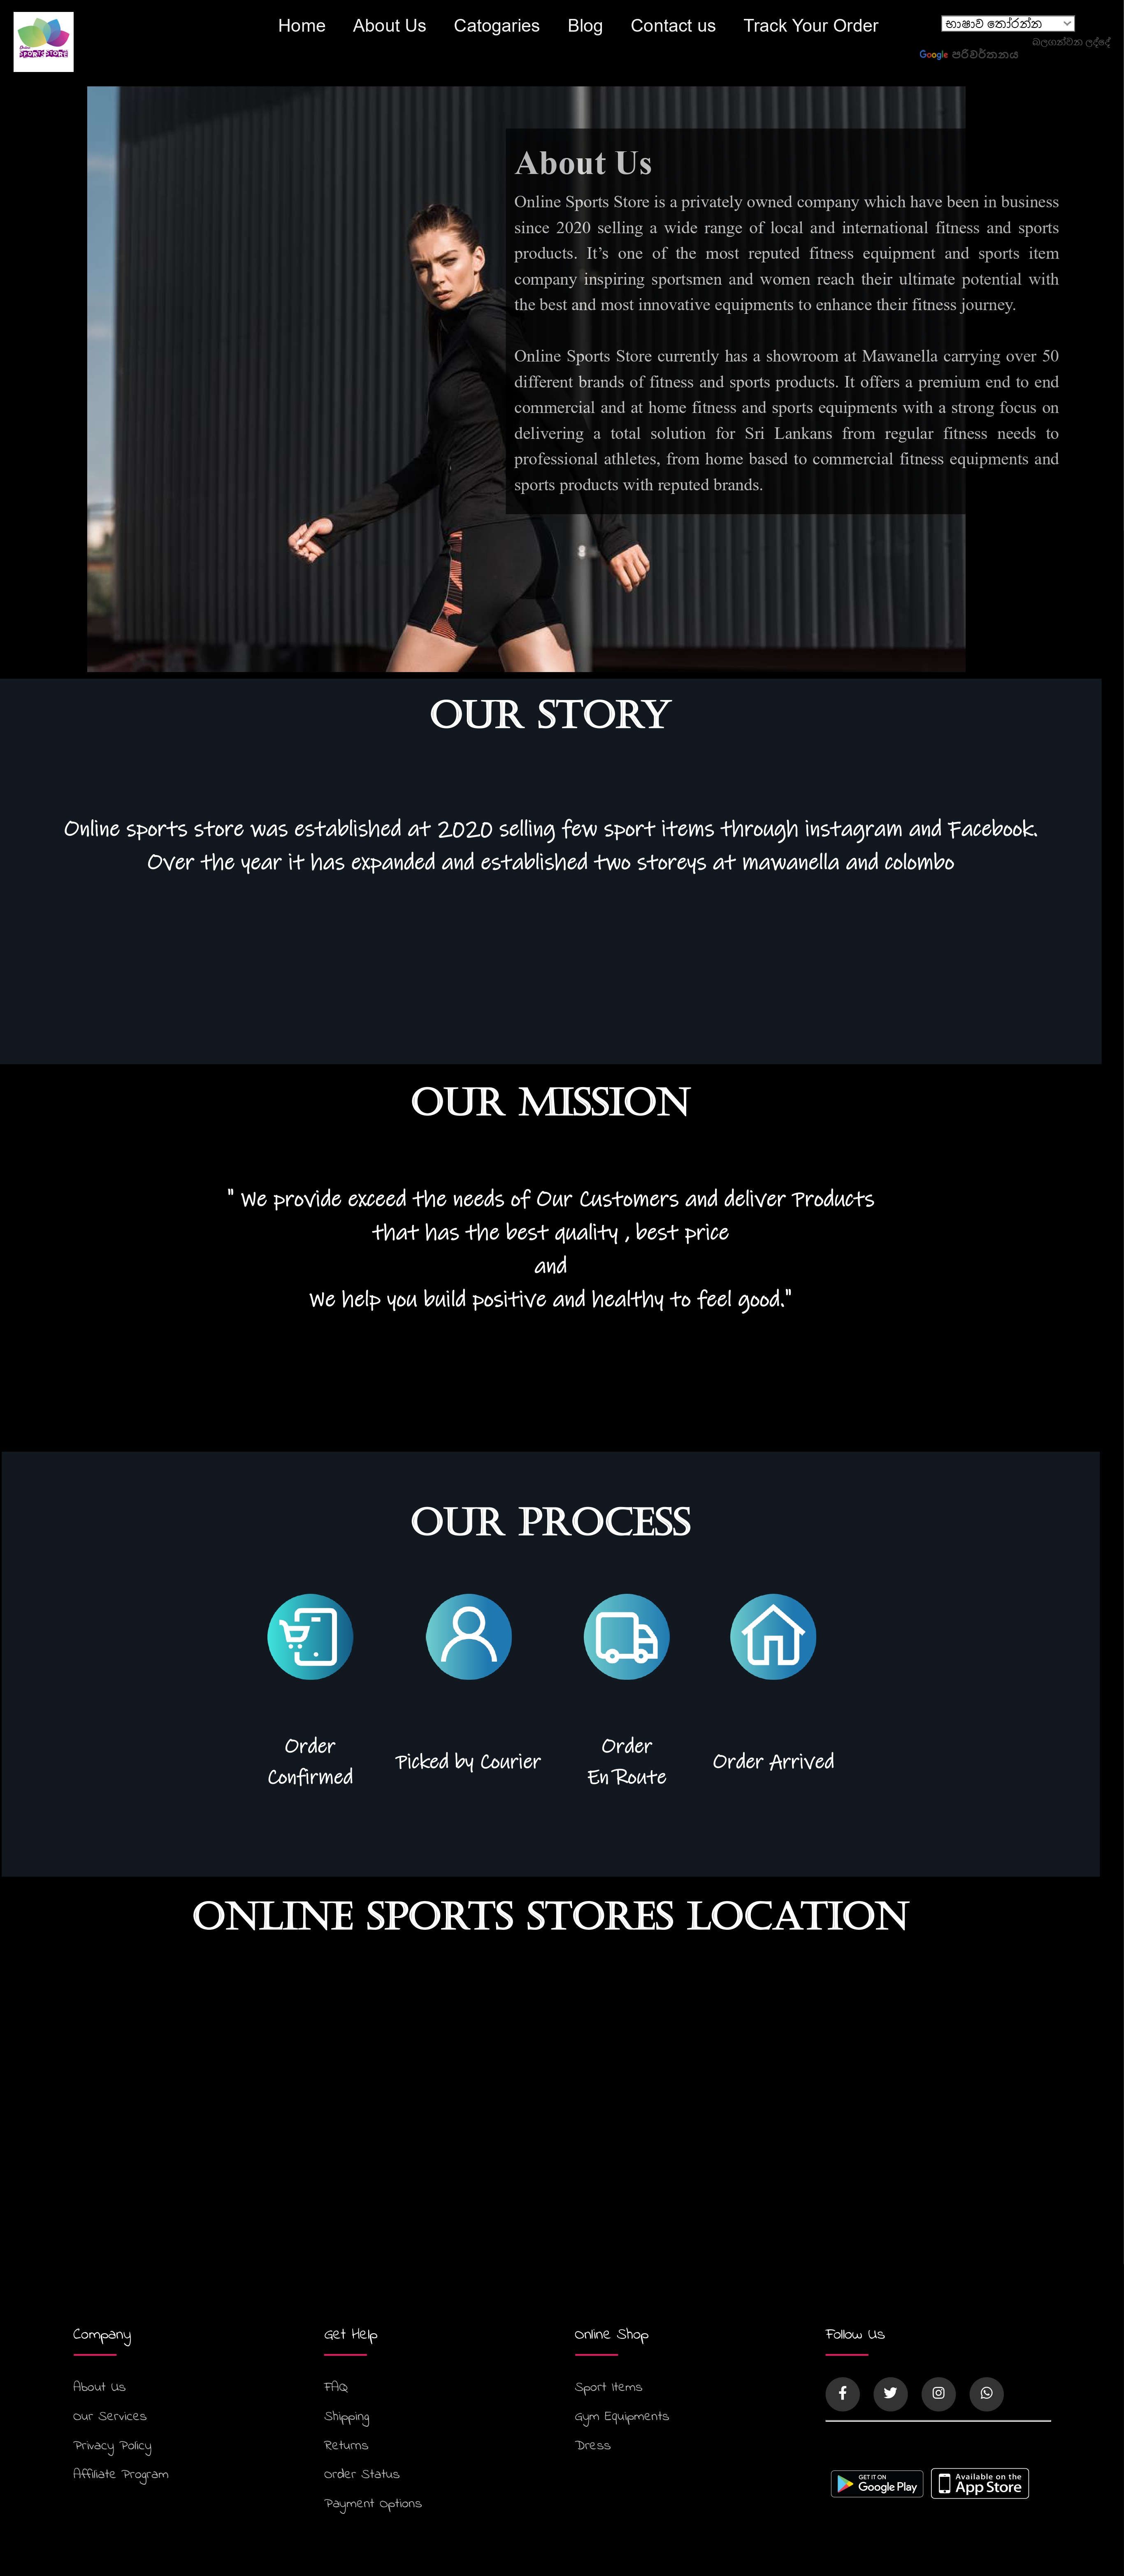 Online
SPORTS STORE
Home About Us Catogaries Blog Contact us Track Your Order
භාෂාව තෝරන්න
බලගන්වන ලද්දේ
Google පරිවර්තනය
About Us
Online Sports Store is a privately owned company which have been in business
since 2020 selling a wide range of local and international fitness and sports
products. It’s one of the most reputed fitness equipment and sports item
company inspiring sportsmen and women reach their ultimate potential with
the best and most innovative equipments to enhance their fitness journey.
Online Sports Store currently has a showroom at Mawanella carrying over 50
different brands of fitness and sports products. It offers a premium end to end
commercial and at home fitness and sports equipments with a strong focus on
delivering a total solution for Sri Lankans from regular fitness needs to
professional athletes, from home based to commercial fitness equipments and
sports products with reputed brands.
OUR STORY
Online sports store was established at 2020 selling few sport items through instagram and Facebook.
Over the year it has expanded and established two storeys at mawanella and colombo
OUR MISSION
" We provide exceed the needs of Our Customers and deliver Products
that has the best quality , best price
and
We help you build positive and healthy to feel good."
OUR PROCESS
Order
Confirmed
Picked by Courier
Order
En Route
Order Arrived
ONLINE SPORTS STORES LOCATION
Company
About Us
Our Services
Privacy Policy
Affiliate Program
Get Help
FAQ
Shipping
Returns
Order Status
Payment Options
Online Shop
Sport Items
Gym Equipments
Dress
Follow Us
GET IT ON
Google Play
Available on the
App Store